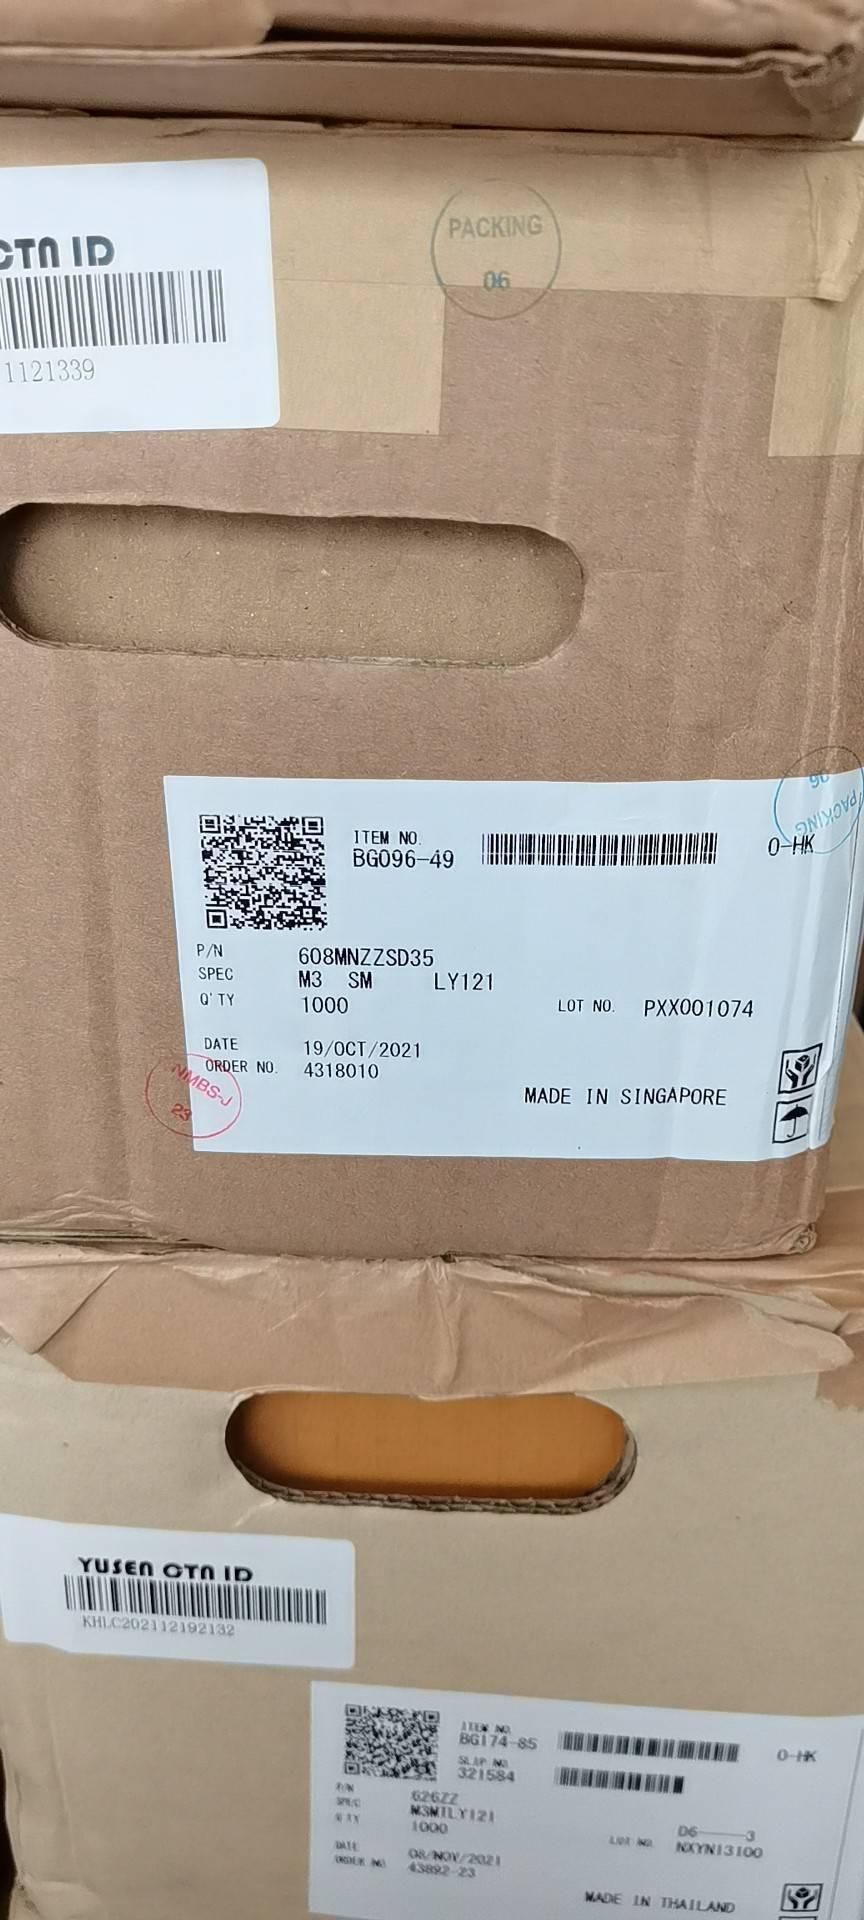 CTN ID
1121339
PACKING
06
PACKING
06
ITEM NO.
BG096-49
O-HK
P/N 608MNZZSD35
SPEC M3 SM LY121
Q'TY 1000
LOT NO. PXX001074
DATE 19/OCT/2021
ORDER NO. 4318010
NMBS-J
23
MADE IN SINGAPORE
YUSEN CTN ID
KHLC202112192132
ITEM NO.
BG174-85
O-HK
SLAP NO.
321584
P/N 626ZZ
SPEC M3MTLY121
Q'TY 1000
D6-----3
LOT NO. NXYN13100
DATE 08/NOV/2021
ORDER NO 43892-23
MADE IN THAILAND